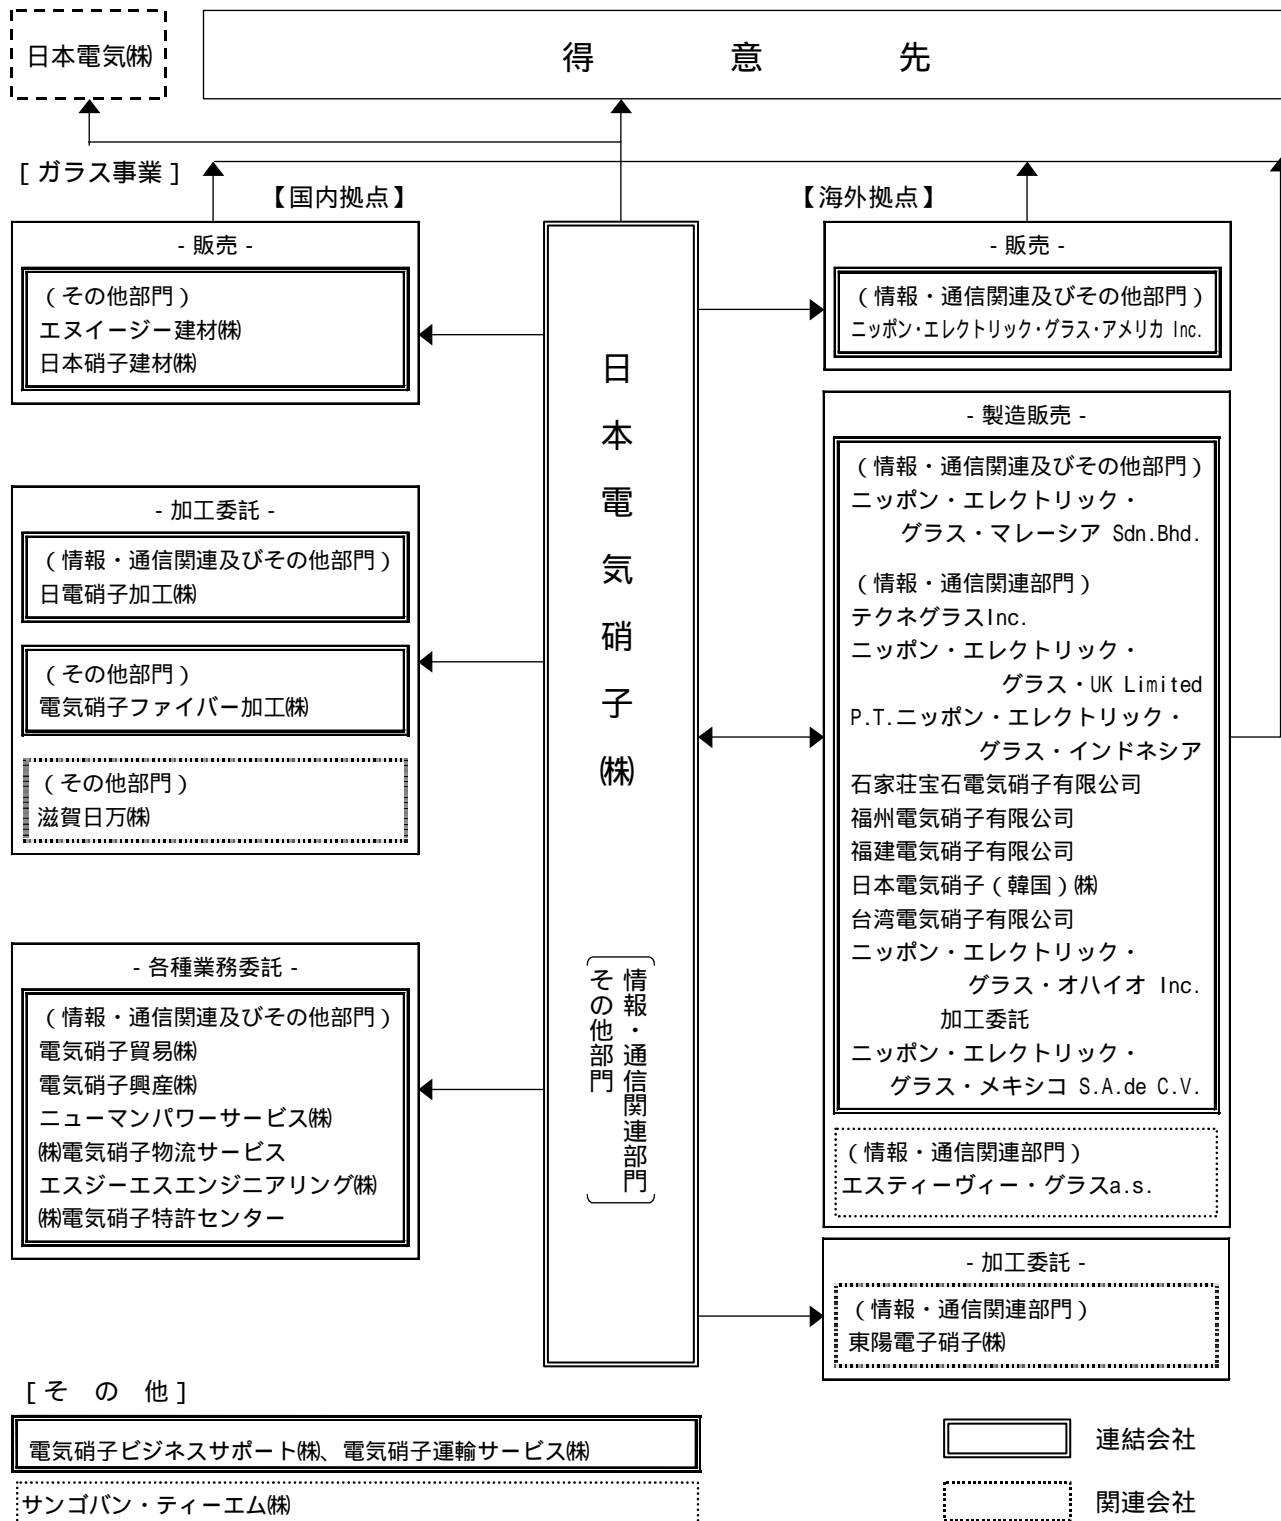 日本電気㈱
得意先
[ガラス事業]
【国内拠点】
【海外拠点】
- 販売 -
(その他部門)
エヌイージー建材㈱
日本硝子建材㈱
- 加工委託 -
(情報・通信関連及びその他部門)
日電硝子加工㈱
(その他部門)
電気硝子ファイバー加工㈱
(その他部門)
滋賀日万㈱
- 各種業務委託 -
(情報・通信関連及びその他部門)
電気硝子貿易㈱
電気硝子興産㈱
ニューマンパワーサービス㈱
㈱電気硝子物流サービス
エスジーエスエンジニアリング㈱
㈱電気硝子特許センター
日本電気硝子㈱
情報・通信関連部門
その他部門
- 販売 -
(情報・通信関連及びその他部門)
ニッポン・エレクトリック・グラス・アメリカ Inc.
- 製造販売 -
(情報・通信関連及びその他部門)
ニッポン・エレクトリック・
グラス・マレーシア Sdn.Bhd.
(情報・通信関連部門)
テクネグラスInc.
ニッポン・エレクトリック・
グラス・UK Limited
P.T.ニッポン・エレクトリック・
グラス・インドネシア
石家荘宝石電気硝子有限公司
福州電気硝子有限公司
福建電気硝子有限公司
日本電気硝子(韓国)㈱
台湾電気硝子有限公司
ニッポン・エレクトリック・
グラス・オハイオ Inc.
加工委託
ニッポン・エレクトリック・
グラス・メキシコ S.A.de C.V.
(情報・通信関連部門)
エスティーヴィー・グラスa.s.
- 加工委託 -
(情報・通信関連部門)
東陽電子硝子㈱
[その他]
電気硝子ビジネスサポート㈱、電気硝子運輸サービス㈱
サンゴバン・ティーエム㈱
連結会社
関連会社